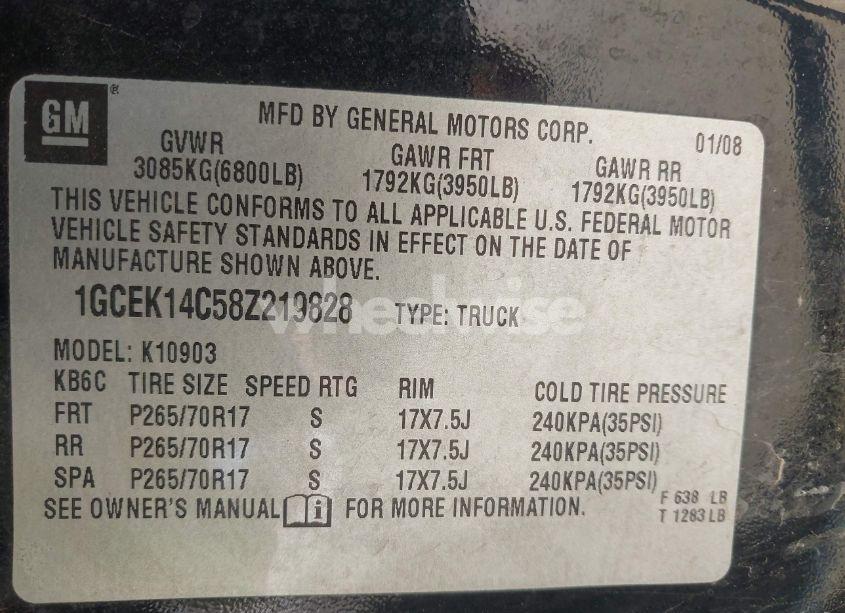 GM ®
MFD BY GENERAL MOTORS CORP. 01/08
GVWR GAWR FRT GAWR RR
3085KG(6800LB) 1792KG(3950LB) 1792KG(3950LB)
THIS VEHICLE CONFORMS TO ALL APPLICABLE U.S. FEDERAL MOTOR
VEHICLE SAFETY STANDARDS IN EFFECT ON THE DATE OF
MANUFACTURE SHOWN ABOVE.
1GCEK14C58Z219828 TYPE: TRUCK
wheelwise
MODEL: K10903
KB6C TIRE SIZE SPEED RTG RIM COLD TIRE PRESSURE
FRT P265/70R17 S 17X7.5J 240KPA(35PSI)
RR P265/70R17 S 17X7.5J 240KPA(35PSI)
SPA P265/70R17 S 17X7.5J 240KPA(35PSI)
SEE OWNER'S MANUAL i FOR MORE INFORMATION.
F 638 LB
T 1283 LB